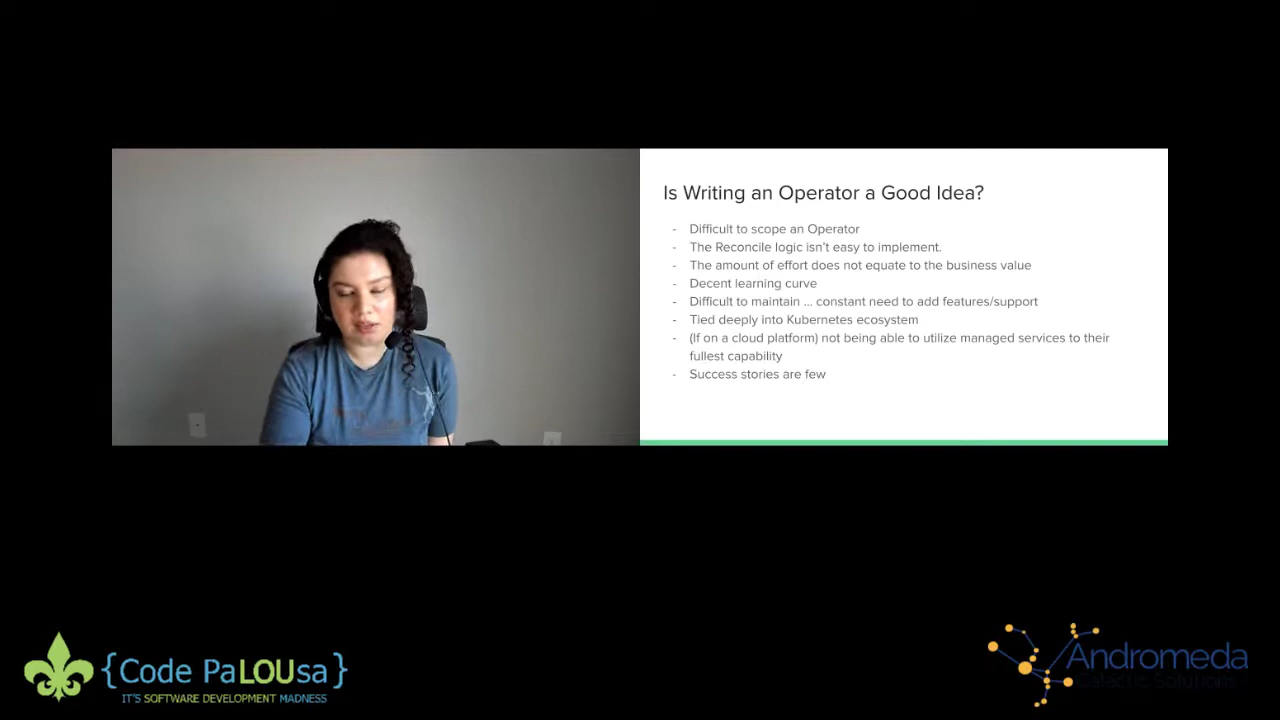 Is Writing an Operator a Good Idea?
- Difficult to scope an Operator
- The Reconcile logic isn't easy to implement.
- The amount of effort does not equate to the business value
- Decent learning curve
- Difficult to maintain ... constant need to add features/support
- Tied deeply into Kubernetes ecosystem
- (If on a cloud platform) not being able to utilize managed services to their
fullest capability
- Success stories are few
{Code PaLOUsa}
IT'S SOFTWARE DEVELOPMENT MADNESS
Andromeda
Galactic Solutions